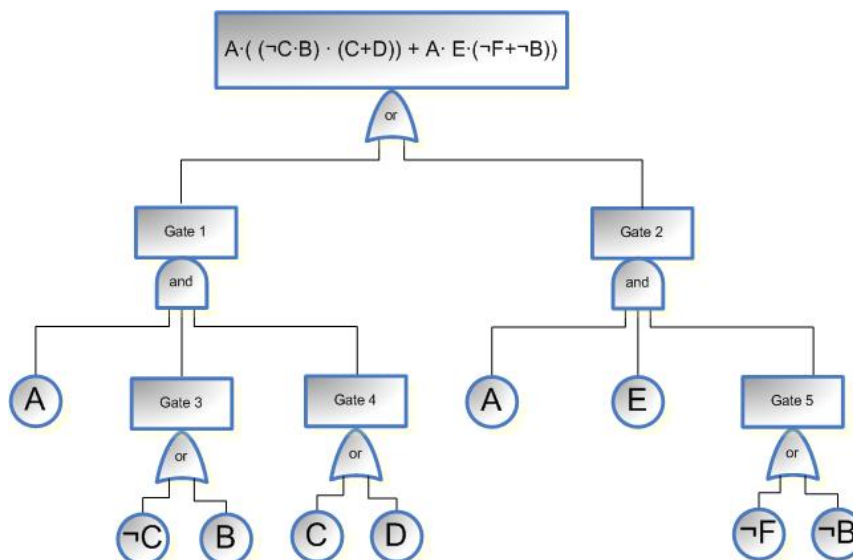 A·( (¬C·B) · (C+D)) + A· E·(¬F+¬B))
or
Gate 1
Gate 2
and
and
A
Gate 3
Gate 4
A
E
Gate 5
or
or
or
¬C
B
C
D
¬F
¬B